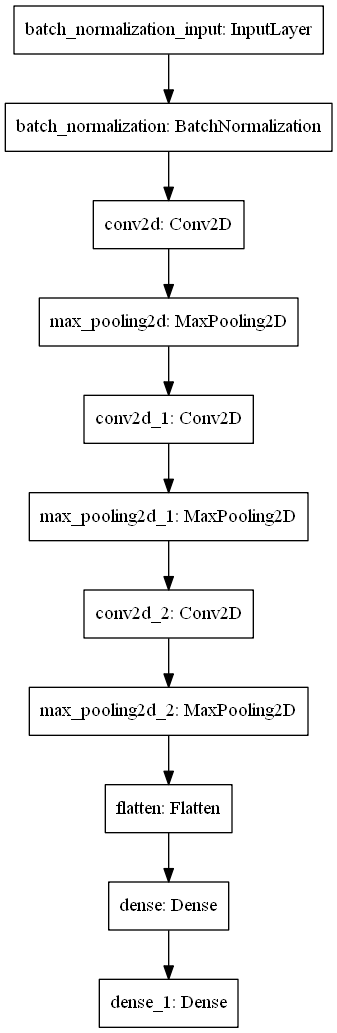 batch_normalization_input: InputLayer
batch_normalization: BatchNormalization
conv2d: Conv2D
max_pooling2d: MaxPooling2D
conv2d_1: Conv2D
max_pooling2d_1: MaxPooling2D
conv2d_2: Conv2D
max_pooling2d_2: MaxPooling2D
flatten: Flatten
dense: Dense
dense_1: Dense